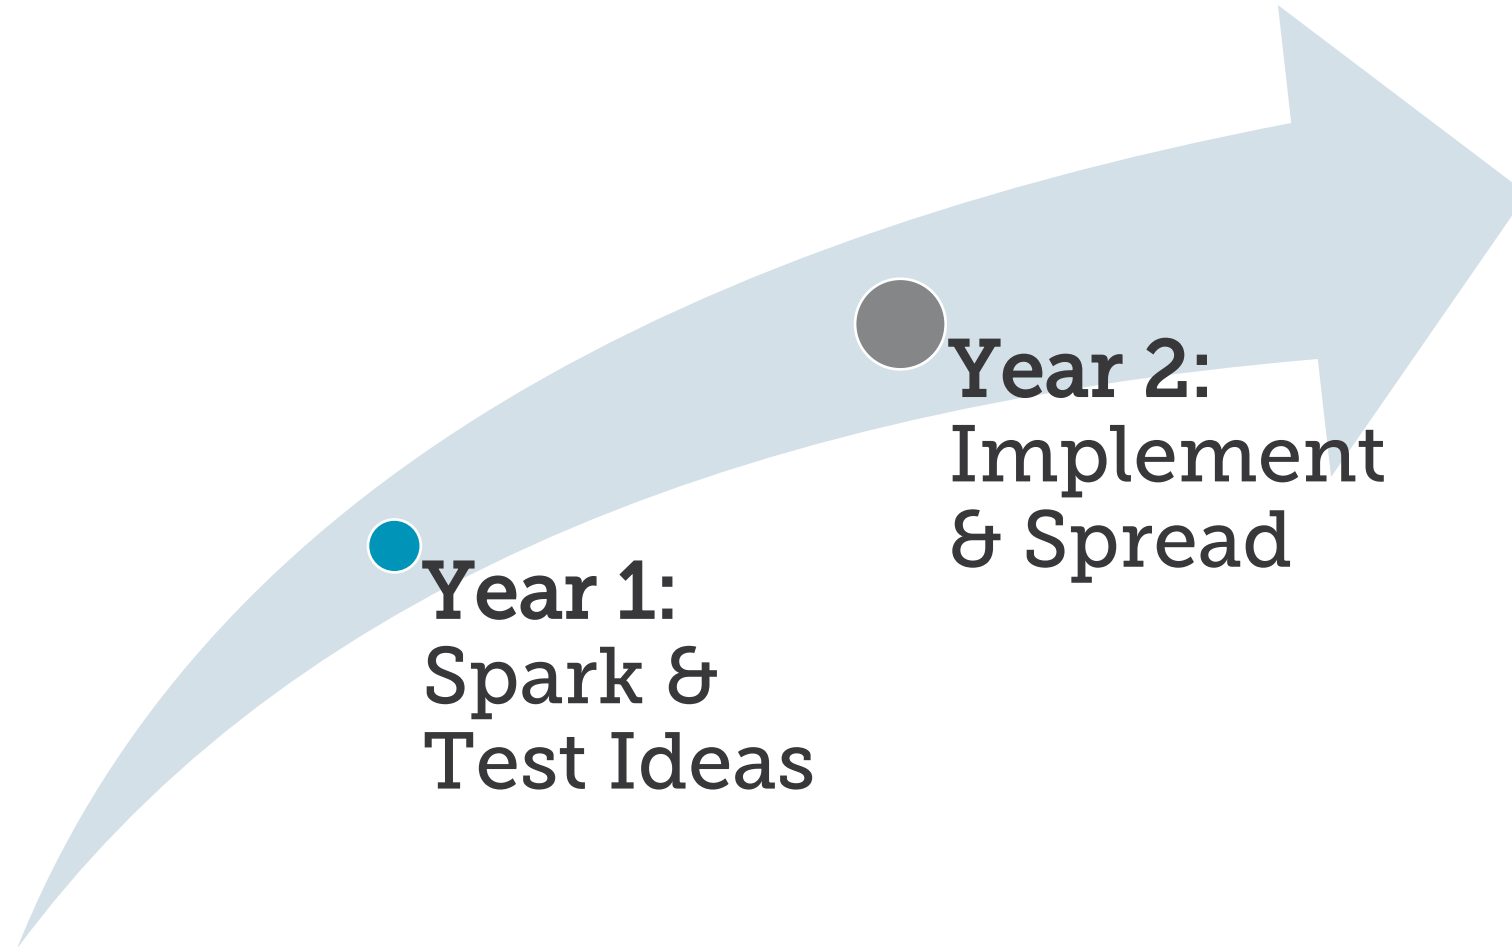 Year 1:
Spark &
Test Ideas
Year 2:
Implement
& Spread